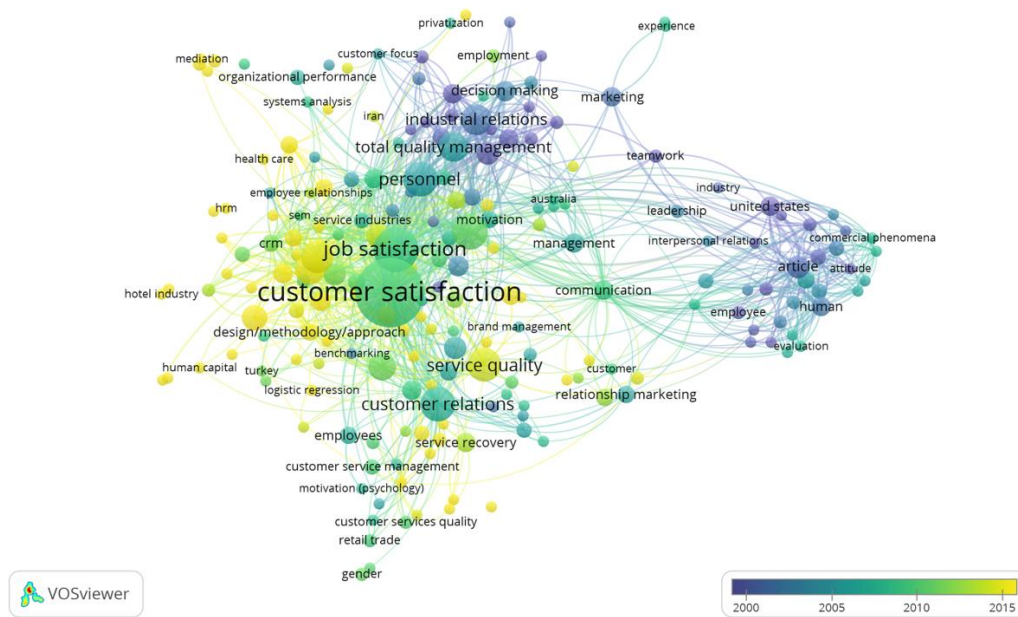 privatization
experience
customer focus
employment
mediation
organizational performance
decision making
marketing
systems analysis
iran
industrial relations
total quality management
health care
teamwork
personnel
employee relationships
industry
hrm
sem
service industries
motivation
australia
leadership
united states
crm
job satisfaction
management
interpersonal relations
commercial phenomena
article
attitude
hotel industry
customer satisfaction
communication
employee
human
design/methodology/approach
brand management
benchmarking
evaluation
human capital
turkey
service quality
customer
logistic regression
customer relations
relationship marketing
employees
service recovery
customer service management
motivation (psychology)
customer services quality
retail trade
gender
VOSviewer
2000 2005 2010 2015